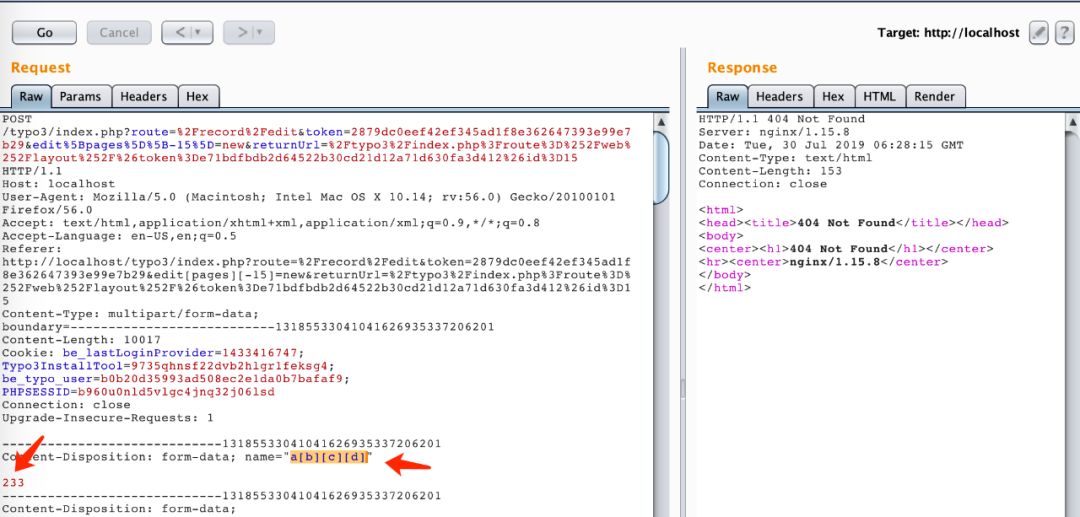 Go Cancel < > Target: http://localhost ?
Request
Raw Params Headers Hex
POST
/typo3/index.php?route=%2Frecord%2Fedit&token=2879dc0eef42ef345ad1f8e362647393e99e7
b29&edit%5Bpages%5D%5B-15%5D=new&returnUrl=%2Ftypo3%2Findex.php%3Froute%3D%252Fweb%
252Flayout%252F%26token%3De71bdfbdb2d64522b30cd21d12a71d630fa3d412%26id%3D15
HTTP/1.1
Host: localhost
User-Agent: Mozilla/5.0 (Macintosh; Intel Mac OS X 10.14; rv:56.0) Gecko/20100101
Firefox/56.0
Accept: text/html,application/xhtml+xml,application/xml;q=0.9,*/*;q=0.8
Accept-Language: en-US,en;q=0.5
Referer:
http://localhost/typo3/index.php?route=%2Frecord%2Fedit&token=2879dc0eef42ef345ad1f
8e362647393e99e7b29&edit[pages][-15]=new&returnUrl=%2Ftypo3%2Findex.php%3Froute%3D%
252Fweb%252Flayout%252F%26token%3De71bdfbdb2d64522b30cd21d12a71d630fa3d412%26id%3D1
5
Content-Type: multipart/form-data;
boundary=---------------------------13185533041041626935337206201
Content-Length: 10017
Cookie: be_lastLoginProvider=1433416747;
Typo3InstallTool=9735qhnsf22dvb2hlgr1feksg4;
be_typo_user=b0b20d35993ad508ec2e1da0b7bafaf9;
PHPSESSID=b960u0nld5vlgc4jnq32j06lsd
Connection: close
Upgrade-Insecure-Requests: 1
-----------------------------13185533041041626935337206201
Content-Disposition: form-data; name="a[b][c][d]"
233
-----------------------------13185533041041626935337206201
Content-Disposition: form-data;
Response
Raw Headers Hex HTML Render
HTTP/1.1 404 Not Found
Server: nginx/1.15.8
Date: Tue, 30 Jul 2019 06:28:15 GMT
Content-Type: text/html
Content-Length: 153
Connection: close
<html>
<head><title>404 Not Found</title></head>
<body>
<center><h1>404 Not Found</h1></center>
<hr><center>nginx/1.15.8</center>
</body>
</html>